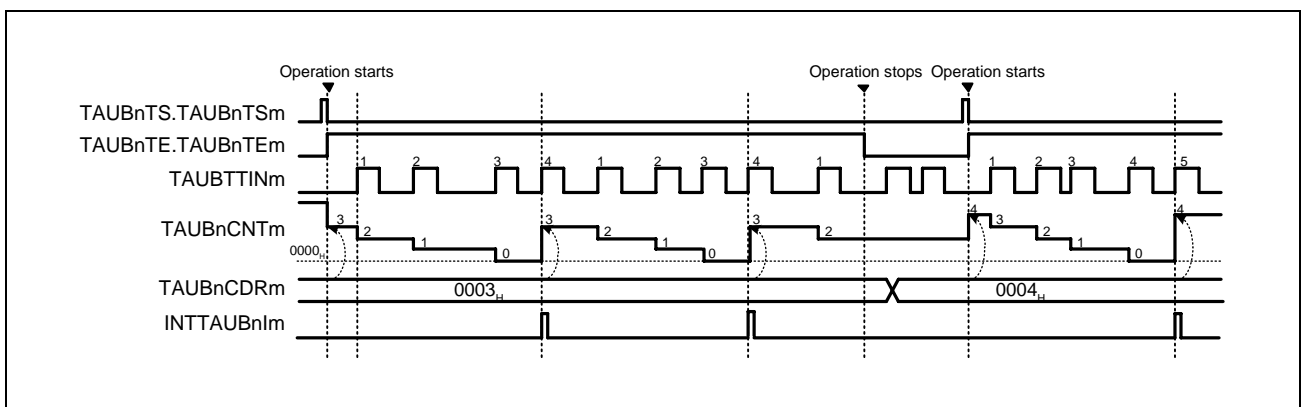 Operation starts Operation stops Operation starts
TAUBnTS.TAUBnTSm
TAUBnTE.TAUBnTEm
1 2 3 4 1 2 3 4 1 1 2 3 4 5
TAUBTTINm
3 2 1 0 3 2 1 0 3 2 4 3 2 1 0 4
TAUBnCNTm
0000H
TAUBnCDRm
0003H 0004H
INTTAUBnIm